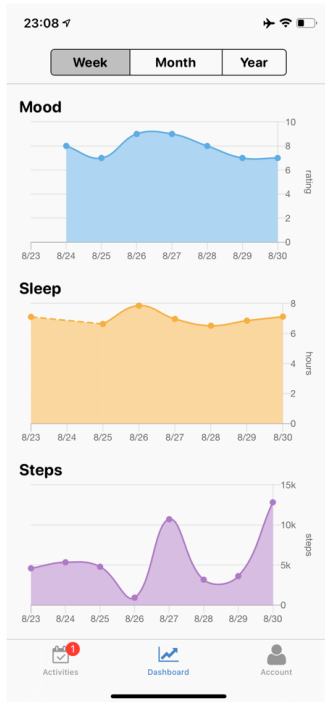 23:08
Week Month Year
Mood
10
8
6
4
2
0
rating
8/23 8/24 8/25 8/26 8/27 8/28 8/29 8/30
Sleep
8
6
4
2
0
hours
8/23 8/24 8/25 8/26 8/27 8/28 8/29 8/30
Steps
15k
10k
5k
0
steps
8/23 8/24 8/25 8/26 8/27 8/28 8/29 8/30
1
Activities Dashboard Account